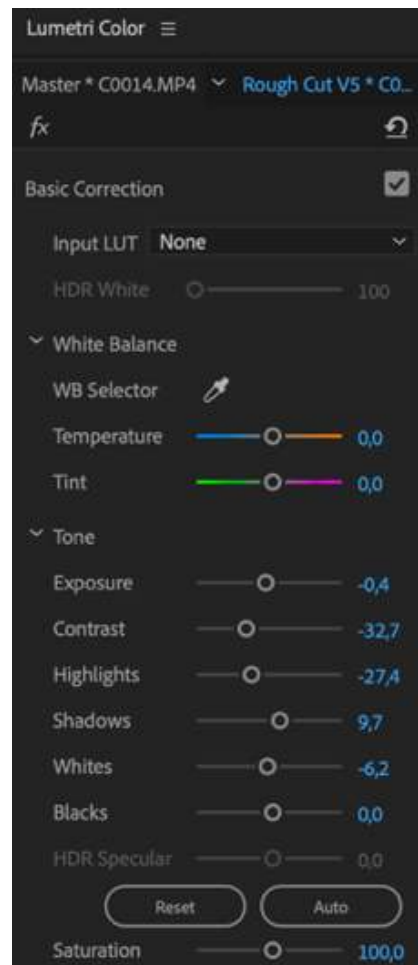 Lumetri Color
Master * C0014.MP4 Rough Cut V5 * C0...
fx
Basic Correction
Input LUT None
HDR White 100
White Balance
WB Selector
Temperature 0,0
Tint 0,0
Tone
Exposure -0,4
Contrast -32,7
Highlights -27,4
Shadows 9,7
Whites -6,2
Blacks 0,0
HDR Specular 0,0
Reset Auto
Saturation 100,0